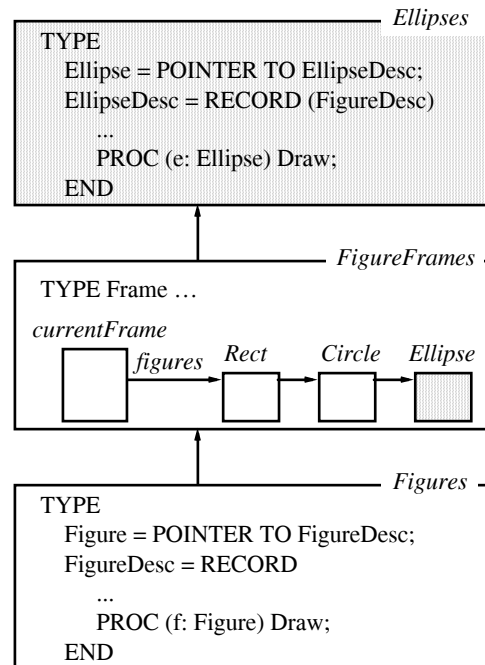 Ellipses
TYPE
Ellipse = POINTER TO EllipseDesc;
EllipseDesc = RECORD (FigureDesc)
...
PROC (e: Ellipse) Draw;
END
FigureFrames
TYPE Frame …
currentFrame
figures
Rect
Circle
Ellipse
Figures
TYPE
Figure = POINTER TO FigureDesc;
FigureDesc = RECORD
...
PROC (f: Figure) Draw;
END